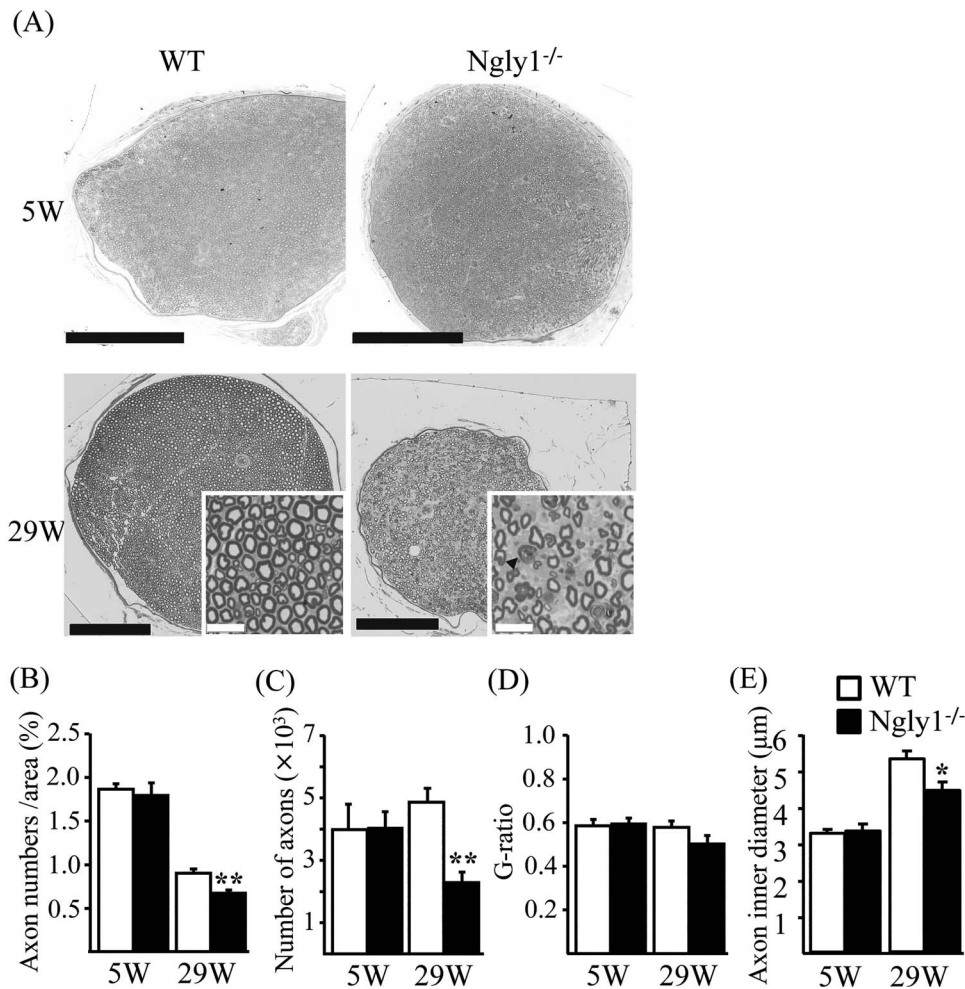 (A)
WT
Ngly1-/-
5W
29W
(B)
Axon numbers /area (%)
2.5
2.0
1.5
1.0
0.5
**
5W
29W
(C)
Number of axons (×10³)
7
5
3
1
**
5W
29W
(D)
G-ratio
1.0
0.8
0.6
0.4
0.2
5W
29W
(E)
WT
Ngly1-/-
Axon inner diameter (μm)
6
5
4
3
2
1
*
5W
29W